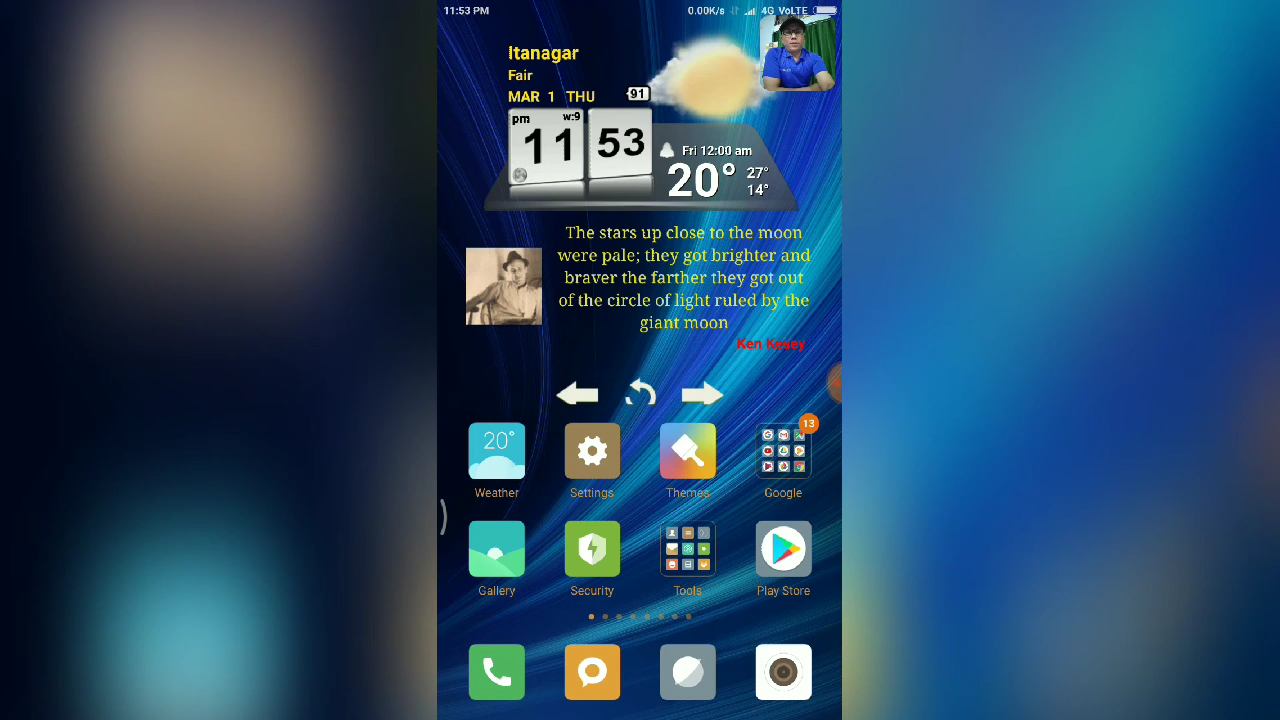 11:53 PM
0.00K/s
4G VoLTE
Itanagar
Fair
MAR 1 THU
91
pm
w:9
11 53
Fri 12:00 am
20°
27°
14°
The stars up close to the moon
were pale; they got brighter and
braver the farther they got out
of the circle of light ruled by the
giant moon
Ken Kesey
20°
13
Weather
Settings
Themes
Google
Gallery
Security
Tools
Play Store